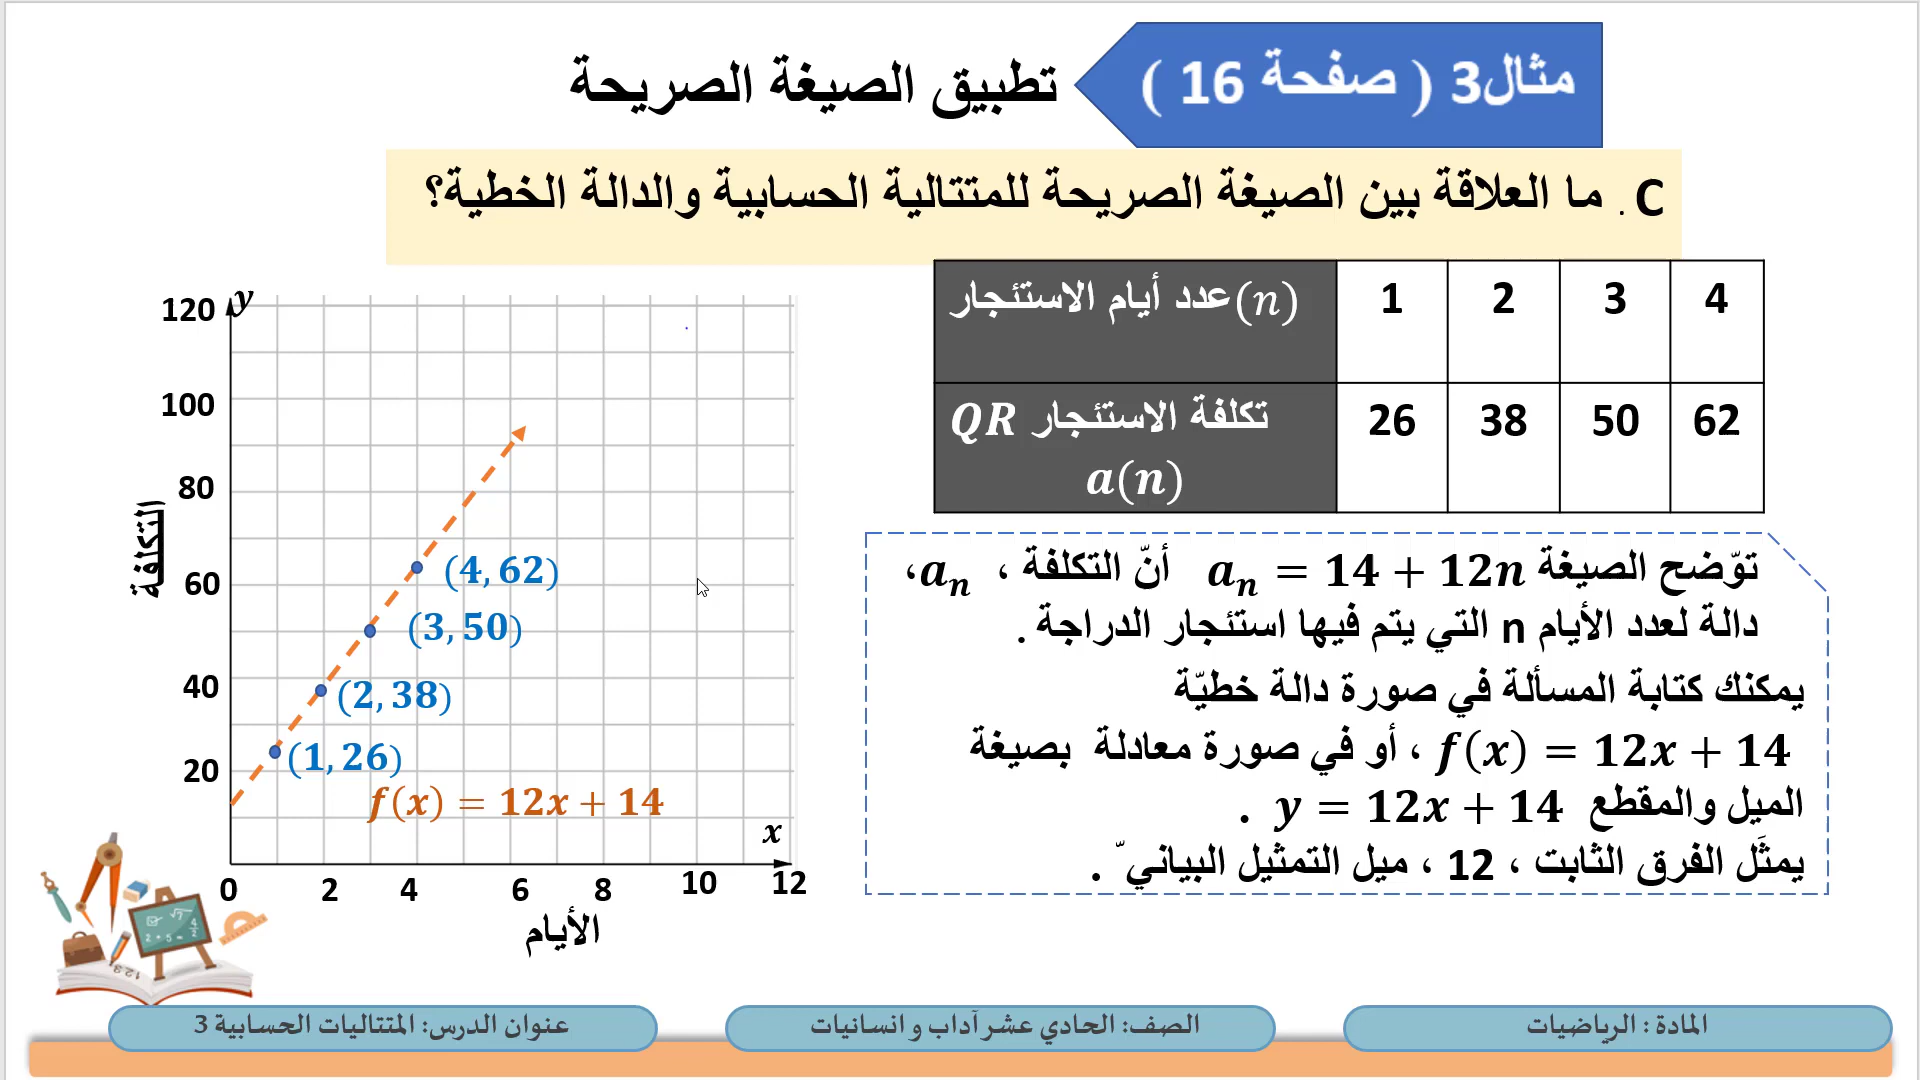 مثال3 ( صفحة 16 )
تطبيق الصيغة الصريحة
C . ما العلاقة بين الصيغة الصريحة للمتتالية الحسابية والدالة الخطية؟
عدد أيام الاستئجار (n) 1 2 3 4
تكلفة الاستئجار QR a(n) 26 38 50 62
توّضح الصيغة aₙ = 14 + 12n أنّ التكلفة ، aₙ،
دالة لعدد الأيام n التي يتم فيها استئجار الدراجة .
يمكنك كتابة المسألة في صورة دالة خطيّة
f(x) = 12x + 14 ، أو في صورة معادلة بصيغة
الميل والمقطع y = 12x + 14 .
يمثَل الفرق الثابت ، 12 ، ميل التمثيل البيانيّ .
y
120
100
80
60
40
20
التكلفة
(4, 62)
(3, 50)
(2, 38)
(1, 26)
f(x) = 12x + 14
x
0 2 4 6 8 10 12
الأيام
المادة : الرياضيات
الصف: الحادي عشر آداب و انسانيات
عنوان الدرس: المتتاليات الحسابية 3